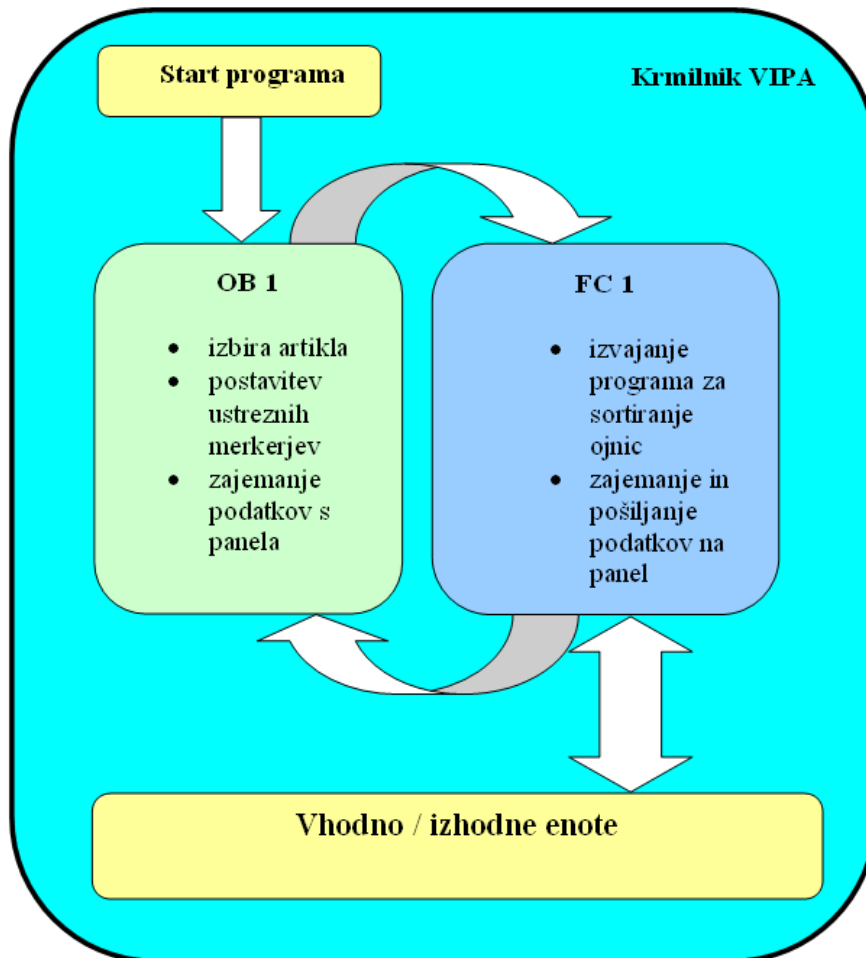 Start programa
Krmilnik VIPA
OB 1
• izbira artikla
• postavitev
ustreznih
merkerjev
• zajemanje
podatkov s
panela
FC 1
• izvajanje
programa za
sortiranje
ojnic
• zajemanje in
pošiljanje
podatkov na
panel
Vhodno / izhodne enote